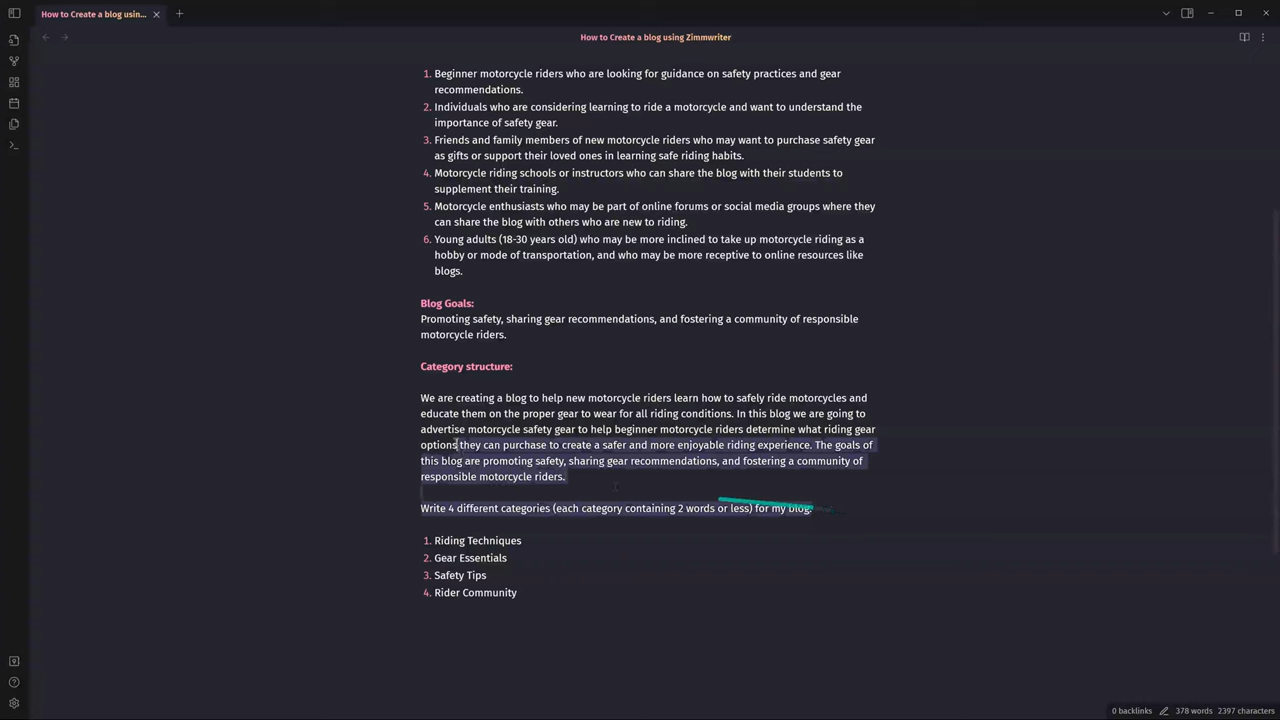 How to Create a blog usin...
How to Create a blog using Zimmwriter
1. Beginner motorcycle riders who are looking for guidance on safety practices and gear
recommendations.
2. Individuals who are considering learning to ride a motorcycle and want to understand the
importance of safety gear.
3. Friends and family members of new motorcycle riders who may want to purchase safety gear
as gifts or support their loved ones in learning safe riding habits.
4. Motorcycle riding schools or instructors who can share the blog with their students to
supplement their training.
5. Motorcycle enthusiasts who may be part of online forums or social media groups where they
can share the blog with others who are new to riding.
6. Young adults (18-30 years old) who may be more inclined to take up motorcycle riding as a
hobby or mode of transportation, and who may be more receptive to online resources like
blogs.
Blog Goals:
Promoting safety, sharing gear recommendations, and fostering a community of responsible
motorcycle riders.
Category structure:
We are creating a blog to help new motorcycle riders learn how to safely ride motorcycles and
educate them on the proper gear to wear for all riding conditions. In this blog we are going to
advertise motorcycle safety gear to help beginner motorcycle riders determine what riding gear
options they can purchase to create a safer and more enjoyable riding experience. The goals of
this blog are promoting safety, sharing gear recommendations, and fostering a community of
responsible motorcycle riders.
Write 4 different categories (each category containing 2 words or less) for my blog.
1. Riding Techniques
2. Gear Essentials
3. Safety Tips
4. Rider Community
0 backlinks 378 words 2397 characters